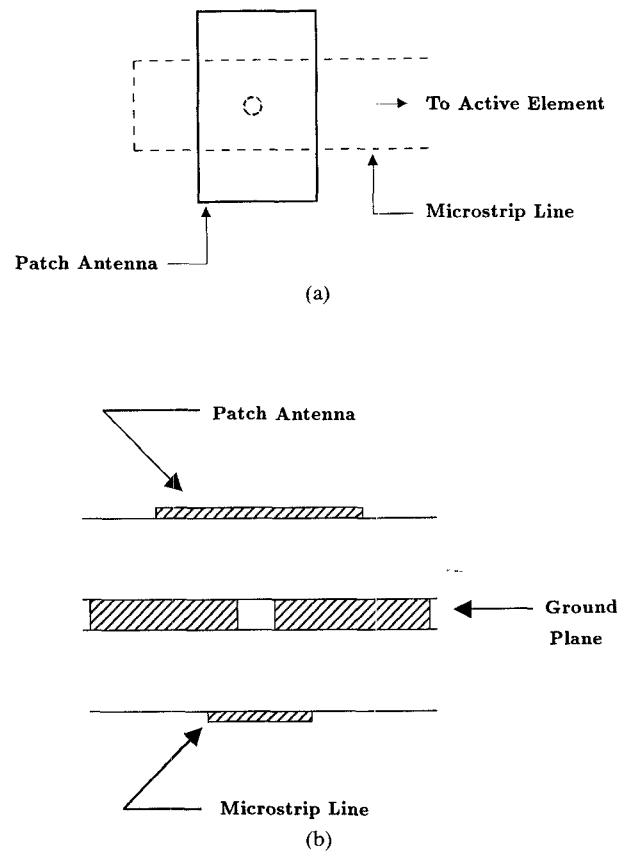 To Active Element
Microstrip Line
Patch Antenna
(a)
Patch Antenna
Ground
Plane
Microstrip Line
(b)